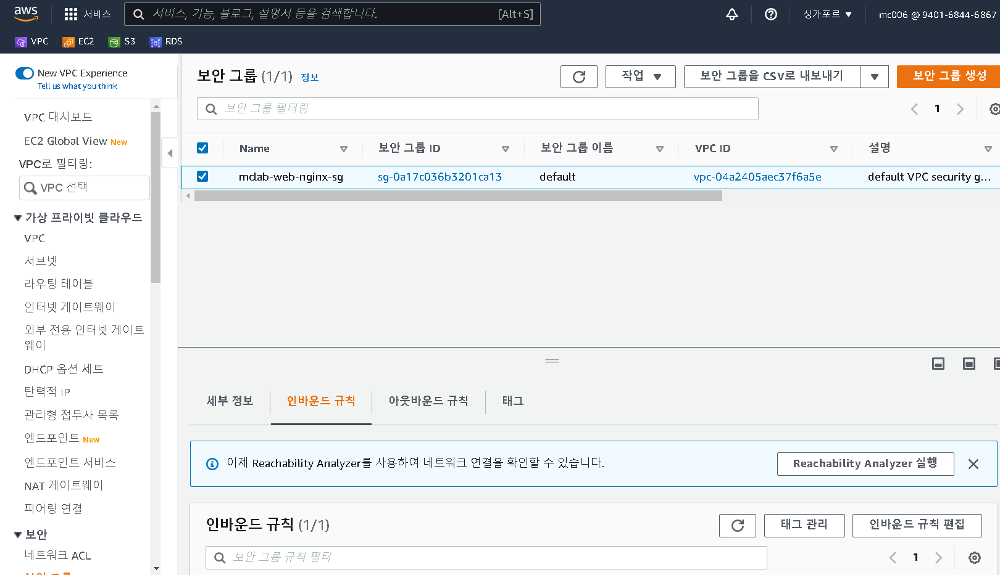 aws
서비스
서비스, 기능, 블로그, 설명서 등을 검색합니다.
[Alt+S]
싱가포르
mc006 @ 9401-6844-6867
VPC
EC2
S3
RDS
New VPC Experience
Tell us what you think
VPC 대시보드
EC2 Global View New
VPC로 필터링:
VPC 선택
가상 프라이빗 클라우드
VPC
서브넷
라우팅 테이블
인터넷 게이트웨이
외부 전용 인터넷 게이트
웨이
DHCP 옵션 세트
탄력적 IP
관리형 접두사 목록
엔드포인트 New
엔드포인트 서비스
NAT 게이트웨이
피어링 연결
보안
네트워크 ACL
보안 그룹 (1/1) 정보
작업
보안 그룹을 CSV로 내보내기
보안 그룹 생성
보안 그룹 필터링
1
Name
보안 그룹 ID
보안 그룹 이름
VPC ID
설명
mclab-web-nginx-sg
sg-0a17c036b3201ca13
default
vpc-04a2405aec37f6a5e
default VPC security g...
세부 정보
인바운드 규칙
아웃바운드 규칙
태그
이제 Reachability Analyzer를 사용하여 네트워크 연결을 확인할 수 있습니다.
Reachability Analyzer 실행
인바운드 규칙 (1/1)
태그 관리
인바운드 규칙 편집
보안 그룹 규칙 필터
1